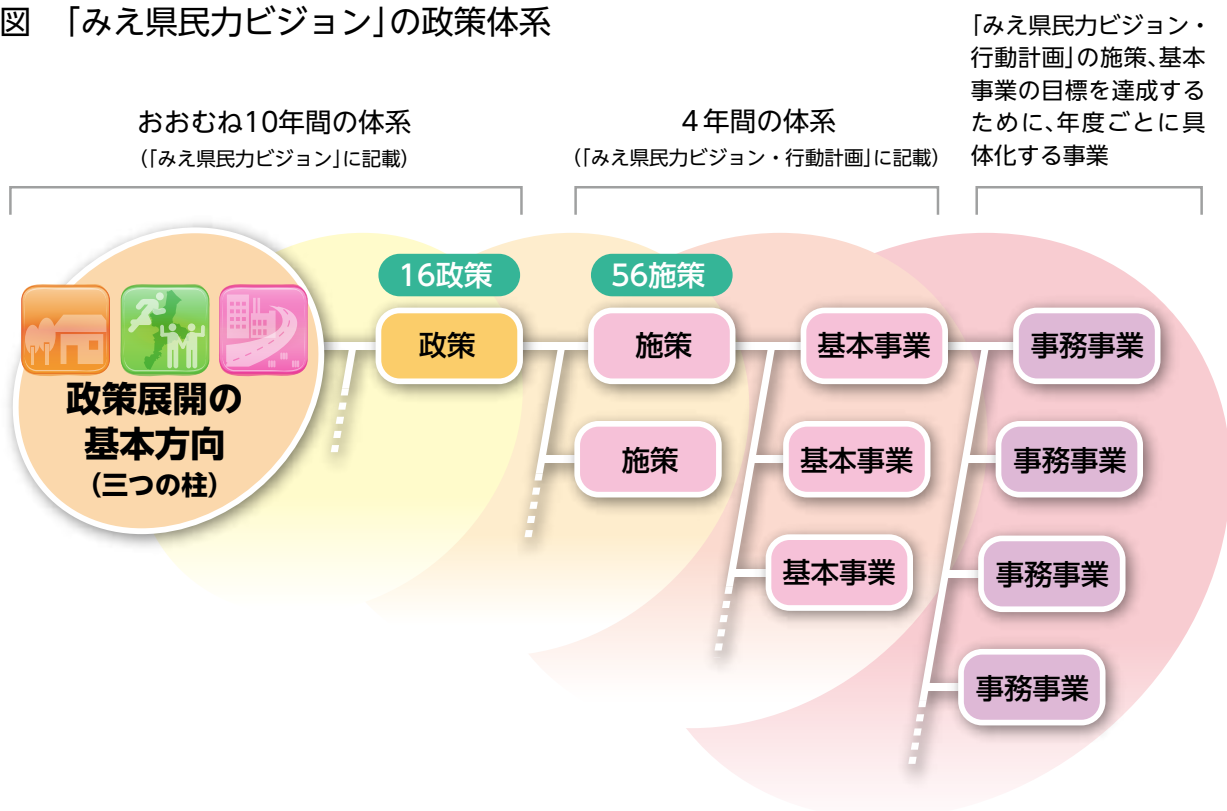 図 「みえ県民力ビジョン」の政策体系
おおむね10年間の体系
(「みえ県民力ビジョン」に記載)
4年間の体系
(「みえ県民力ビジョン・行動計画」に記載)
「みえ県民力ビジョン・
行動計画」の施策、基本
事業の目標を達成する
ために、年度ごとに具
体化する事業
政策展開の
基本方向
(三つの柱)
16政策
政策
56施策
施策
施策
基本事業
基本事業
基本事業
事務事業
事務事業
事務事業
事務事業